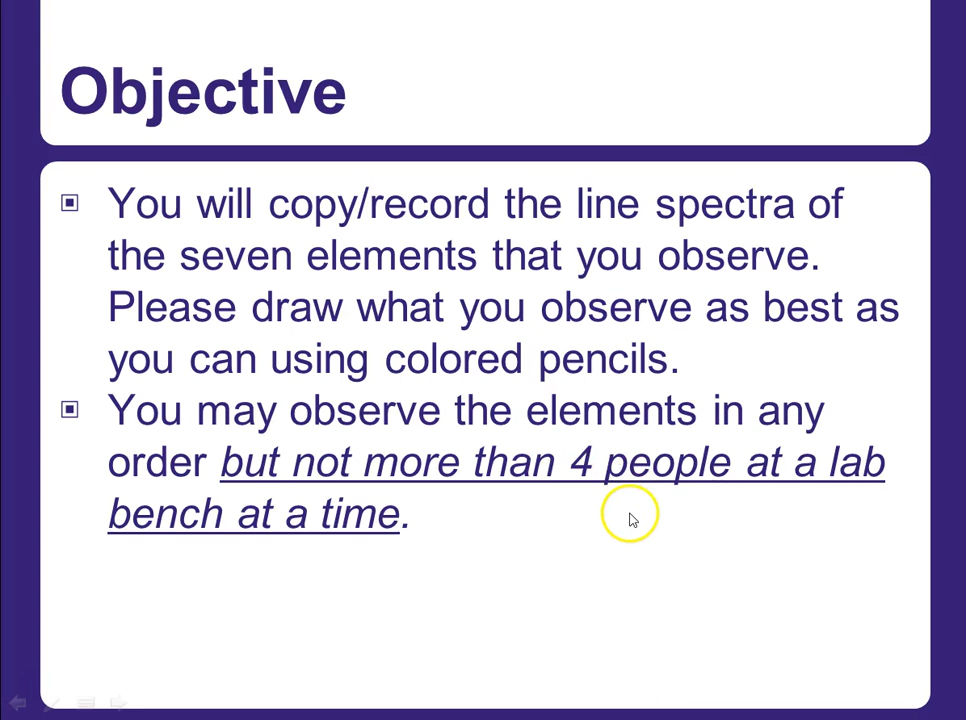 Objective
You will copy/record the line spectra of
the seven elements that you observe.
Please draw what you observe as best as
you can using colored pencils.
You may observe the elements in any
order but not more than 4 people at a lab
bench at a time.